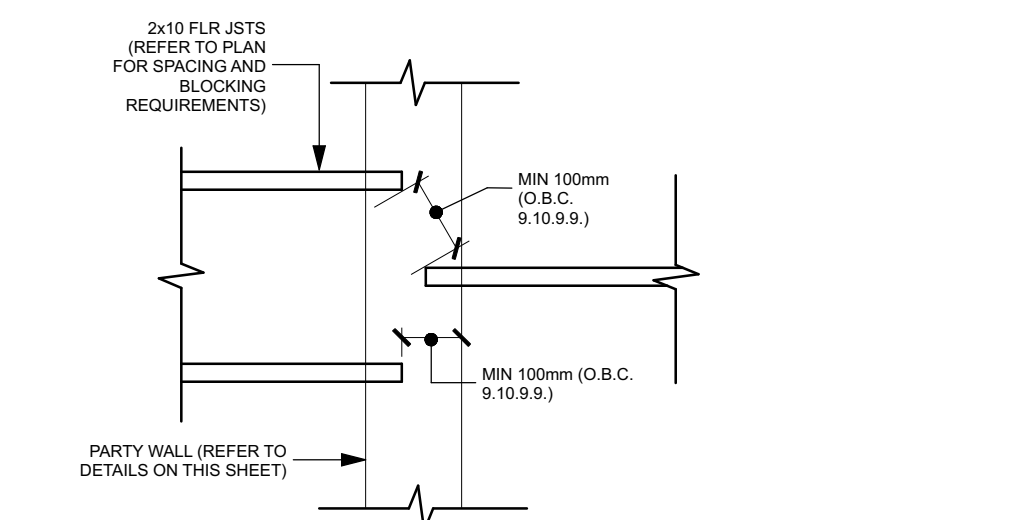 2x10 FLR JSTS
(REFER TO PLAN
FOR SPACING AND
BLOCKING
REQUIREMENTS)
MIN 100mm
(O.B.C.
9.10.9.9.)
MIN 100mm (O.B.C.
9.10.9.9.)
PARTY WALL (REFER TO
DETAILS ON THIS SHEET)